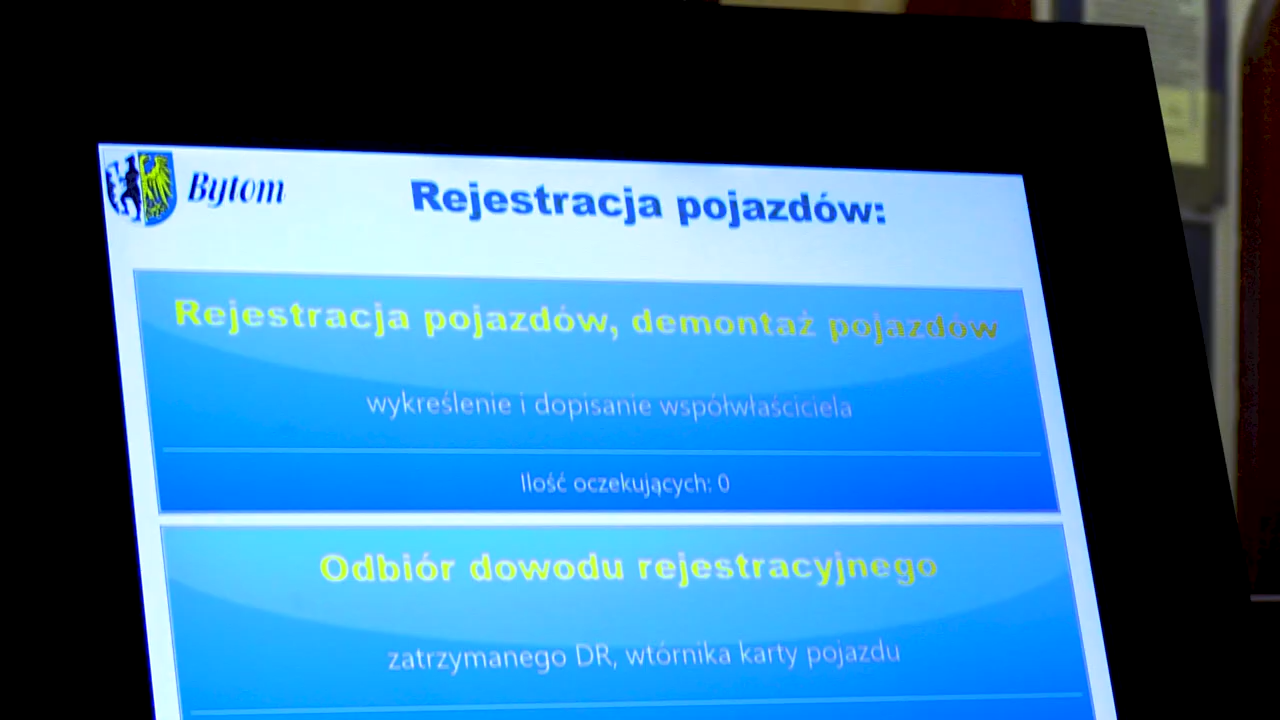 Bytom
Rejestracja pojazdów:
Rejestracja pojazdów, demontaż pojazdów
wykreślenie i dopisanie współwłaściciela
Ilość oczekujących: 0
Odbiór dowodu rejestracyjnego
zatrzymanego DR, wtórnika karty pojazdu